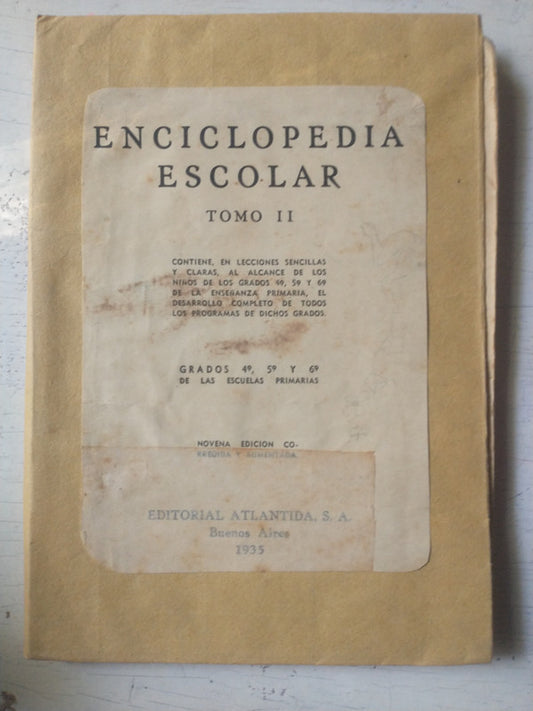 ENCICLOPEDIA
ESCOLAR
TOMO II
CONTIENE, EN LECCIONES SENCILLAS
Y CLARAS, AL ALCANCE DE LOS
NIÑOS DE LOS GRADOS 4º, 5º Y 6º
DE LA ENSEÑANZA PRIMARIA, EL
DESARROLLO COMPLETO DE TODOS
LOS PROGRAMAS DE DICHOS GRADOS.
GRADOS 4º, 5º Y 6º
DE LAS ESCUELAS PRIMARIAS
NOVENA EDICION CO-
RREGIDA Y AUMENTADA
EDITORIAL ATLANTIDA, S. A.
Buenos Aires
1935